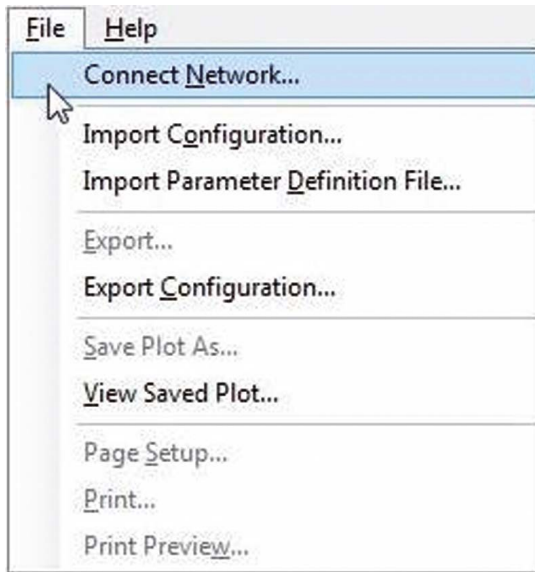 File Help
Connect Network...
Import Configuration...
Import Parameter Definition File...
Export...
Export Configuration...
Save Plot As...
View Saved Plot...
Page Setup...
Print...
Print Preview...